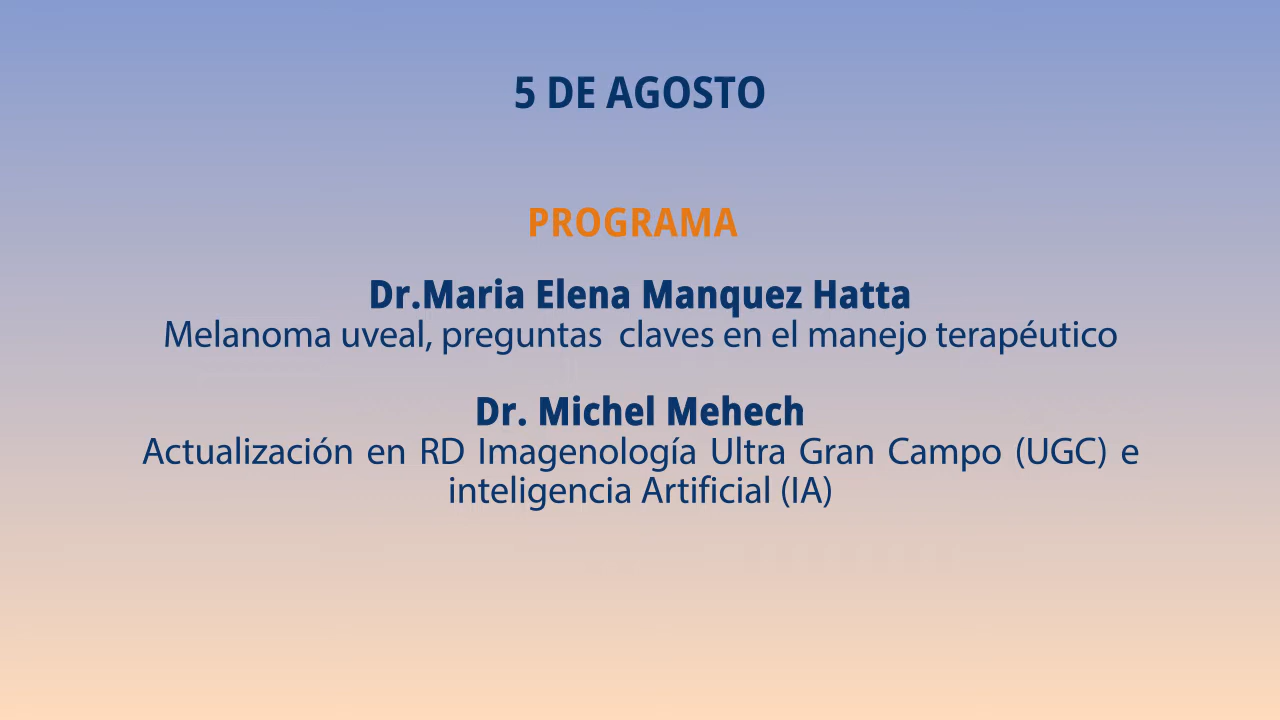 5 DE AGOSTO
PROGRAMA
Dr.Maria Elena Manquez Hatta
Melanoma uveal, preguntas  claves en el manejo terapéutico
Dr. Michel Mehech
Actualización en RD Imagenología Ultra Gran Campo (UGC) e
inteligencia Artificial (IA)